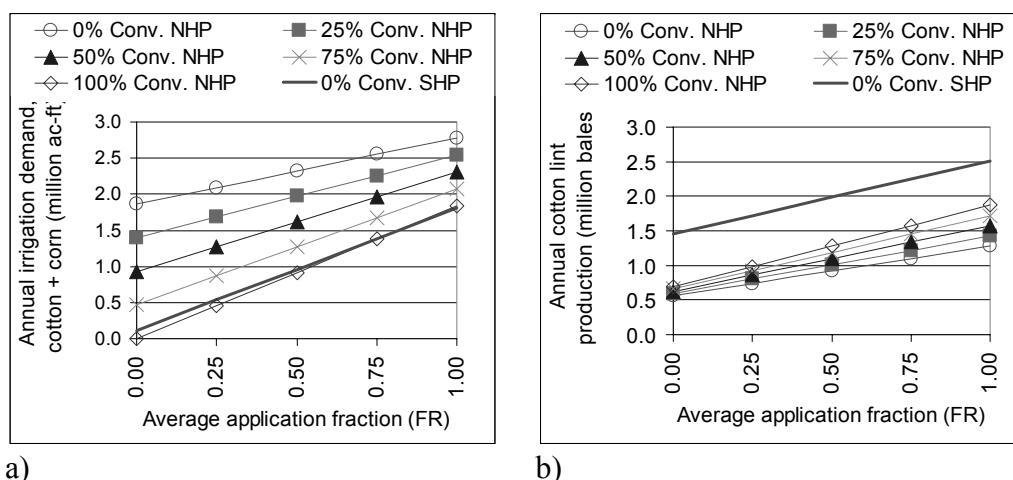 0% Conv. NHP 25% Conv. NHP
50% Conv. NHP 75% Conv. NHP
100% Conv. NHP 0% Conv. SHP
Annual irrigation demand,
cotton + corn (million ac-ft)
3.0
2.5
2.0
1.5
1.0
0.5
0.0
0.00 0.25 0.50 0.75 1.00
Average application fraction (FR)
a)
0% Conv. NHP 25% Conv. NHP
50% Conv. NHP 75% Conv. NHP
100% Conv. NHP 0% Conv. SHP
Annual cotton lint
production (million bales)
3.0
2.5
2.0
1.5
1.0
0.5
0.0
0.00 0.25 0.50 0.75 1.00
Average application fraction (FR)
b)